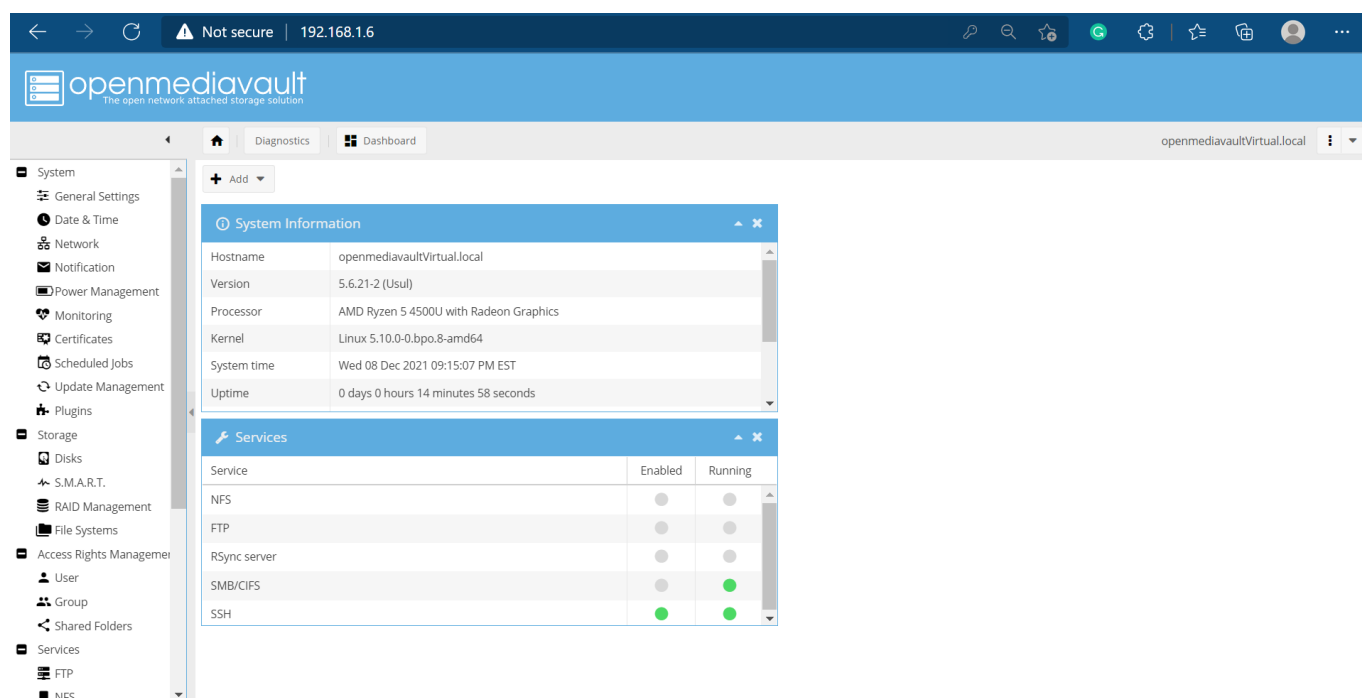 Not secure | 192.168.1.6
openmediavault
The open network attached storage solution
Diagnostics Dashboard openmediavaultVirtual.local
System
General Settings
Date & Time
Network
Notification
Power Management
Monitoring
Certificates
Scheduled Jobs
Update Management
Plugins
Storage
Disks
S.M.A.R.T.
RAID Management
File Systems
Access Rights Managemer
User
Group
Shared Folders
Services
FTP
NFS
Add
System Information
Hostname openmediavaultVirtual.local
Version 5.6.21-2 (Usul)
Processor AMD Ryzen 5 4500U with Radeon Graphics
Kernel Linux 5.10.0-0.bpo.8-amd64
System time Wed 08 Dec 2021 09:15:07 PM EST
Uptime 0 days 0 hours 14 minutes 58 seconds
Services
Service Enabled Running
NFS
FTP
RSync server
SMB/CIFS
SSH